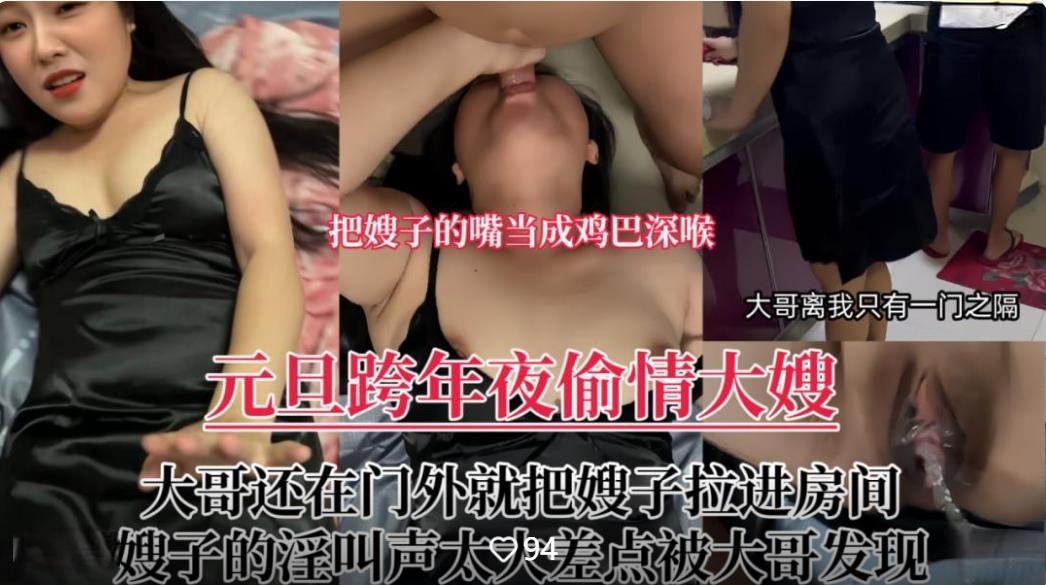 把嫂子的嘴当成鸡巴深喉
大哥离我只有一门之隔
元旦跨年夜偷情大嫂
大哥还在门外就把嫂子拉进房间
嫂子的淫叫声太大差点被大哥发现
94